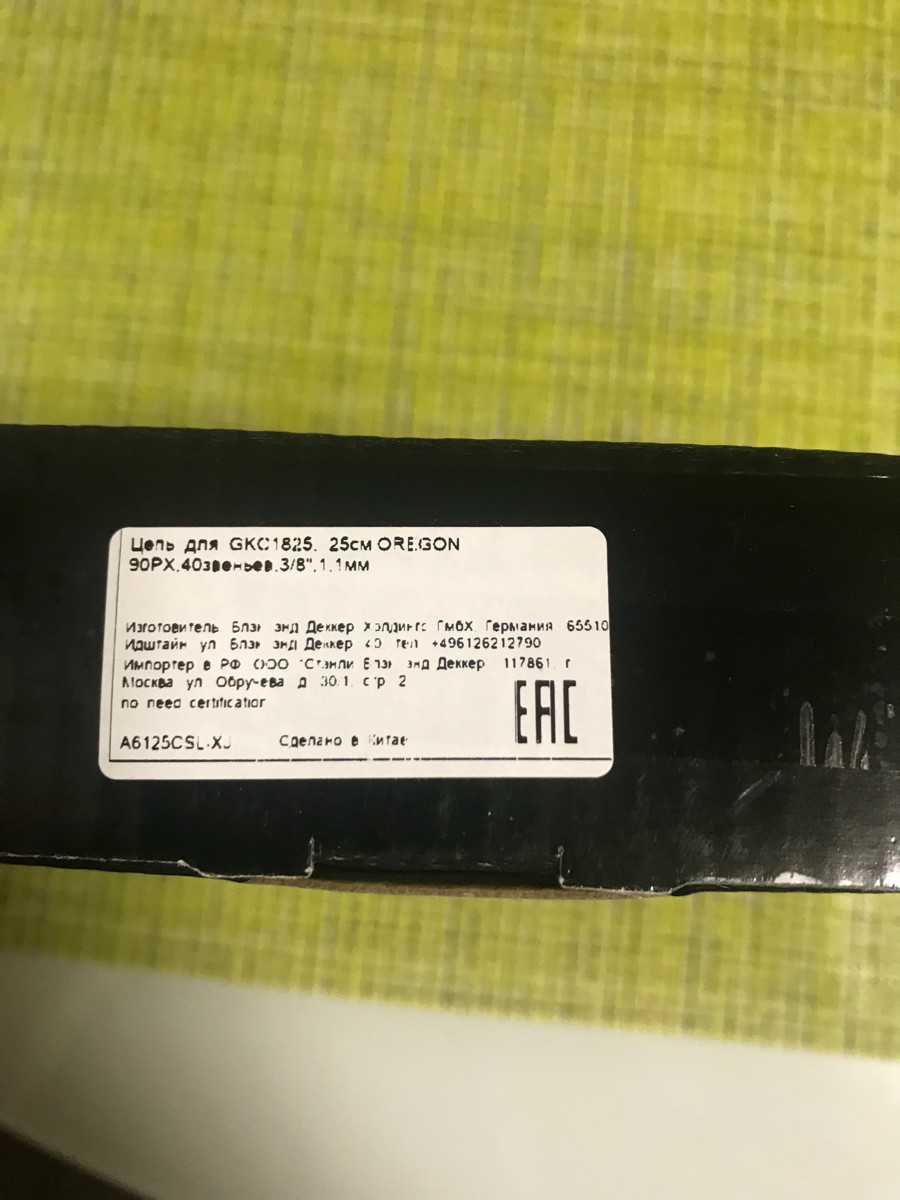 Цепь для GKC1825. 25см OREGON
90PX.40звеньев.3/8".1.1мм
Изготовитель Блэк энд Деккер Холдингс ГмбХ Германия 65510
Идштайн ул Блэк энд Деккер 40 тел +496126212790
Импортер в РФ ООО "Стэнли Блэк энд Деккер 117861 г
Москва ул Обручева д 30.1. стр 2
no need certification
EAC
A6125CSL-XJ Сделано в Китае